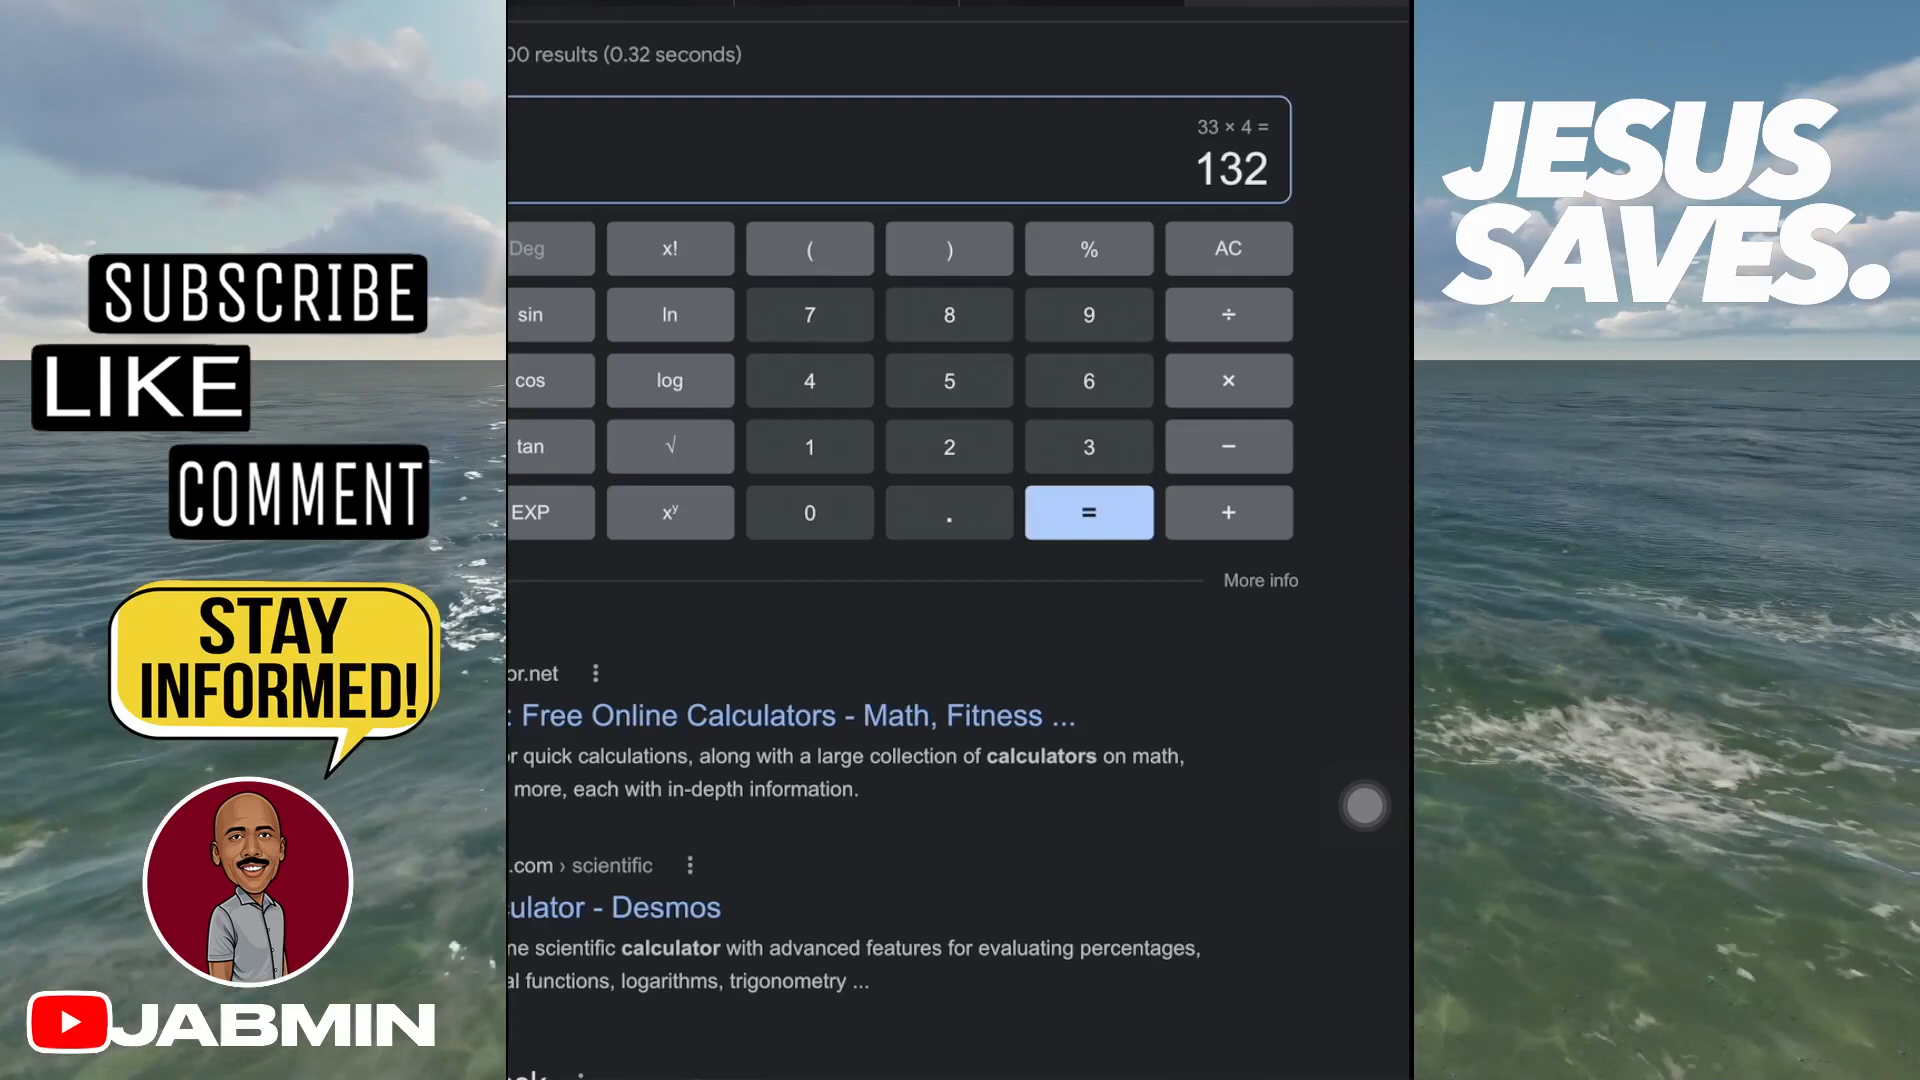 SUBSCRIBE
LIKE
COMMENT
STAY
INFORMED!
JABMIN
00 results (0.32 seconds)
33 × 4 =
132
Deg x! ( ) % AC
sin ln 7 8 9 ÷
cos log 4 5 6 ×
tan √ 1 2 3 −
EXP xʸ 0 . = +
More info
or.net
: Free Online Calculators - Math, Fitness ...
or quick calculations, along with a large collection of calculators on math,
more, each with in-depth information.
.com › scientific
culator - Desmos
ne scientific calculator with advanced features for evaluating percentages,
al functions, logarithms, trigonometry ...
JESUS
SAVES.